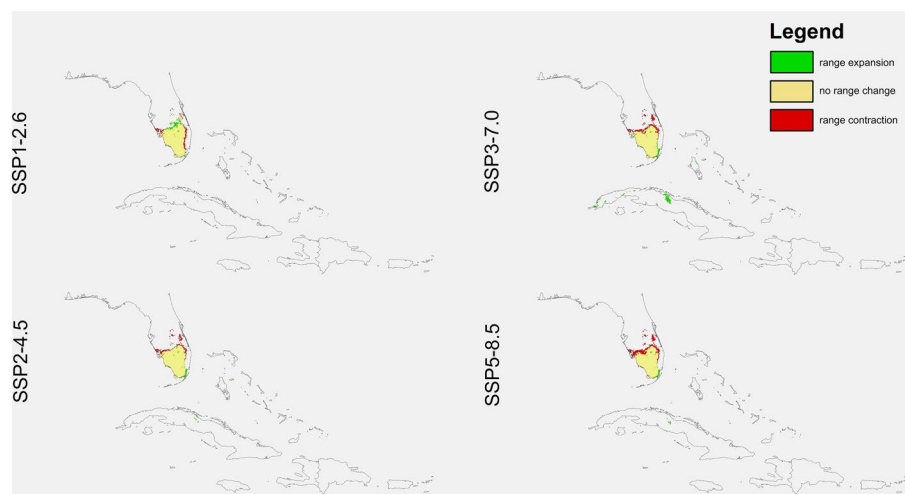 Legend
range expansion
no range change
range contraction
SSP1-2.6
SSP3-7.0
SSP2-4.5
SSP5-8.5